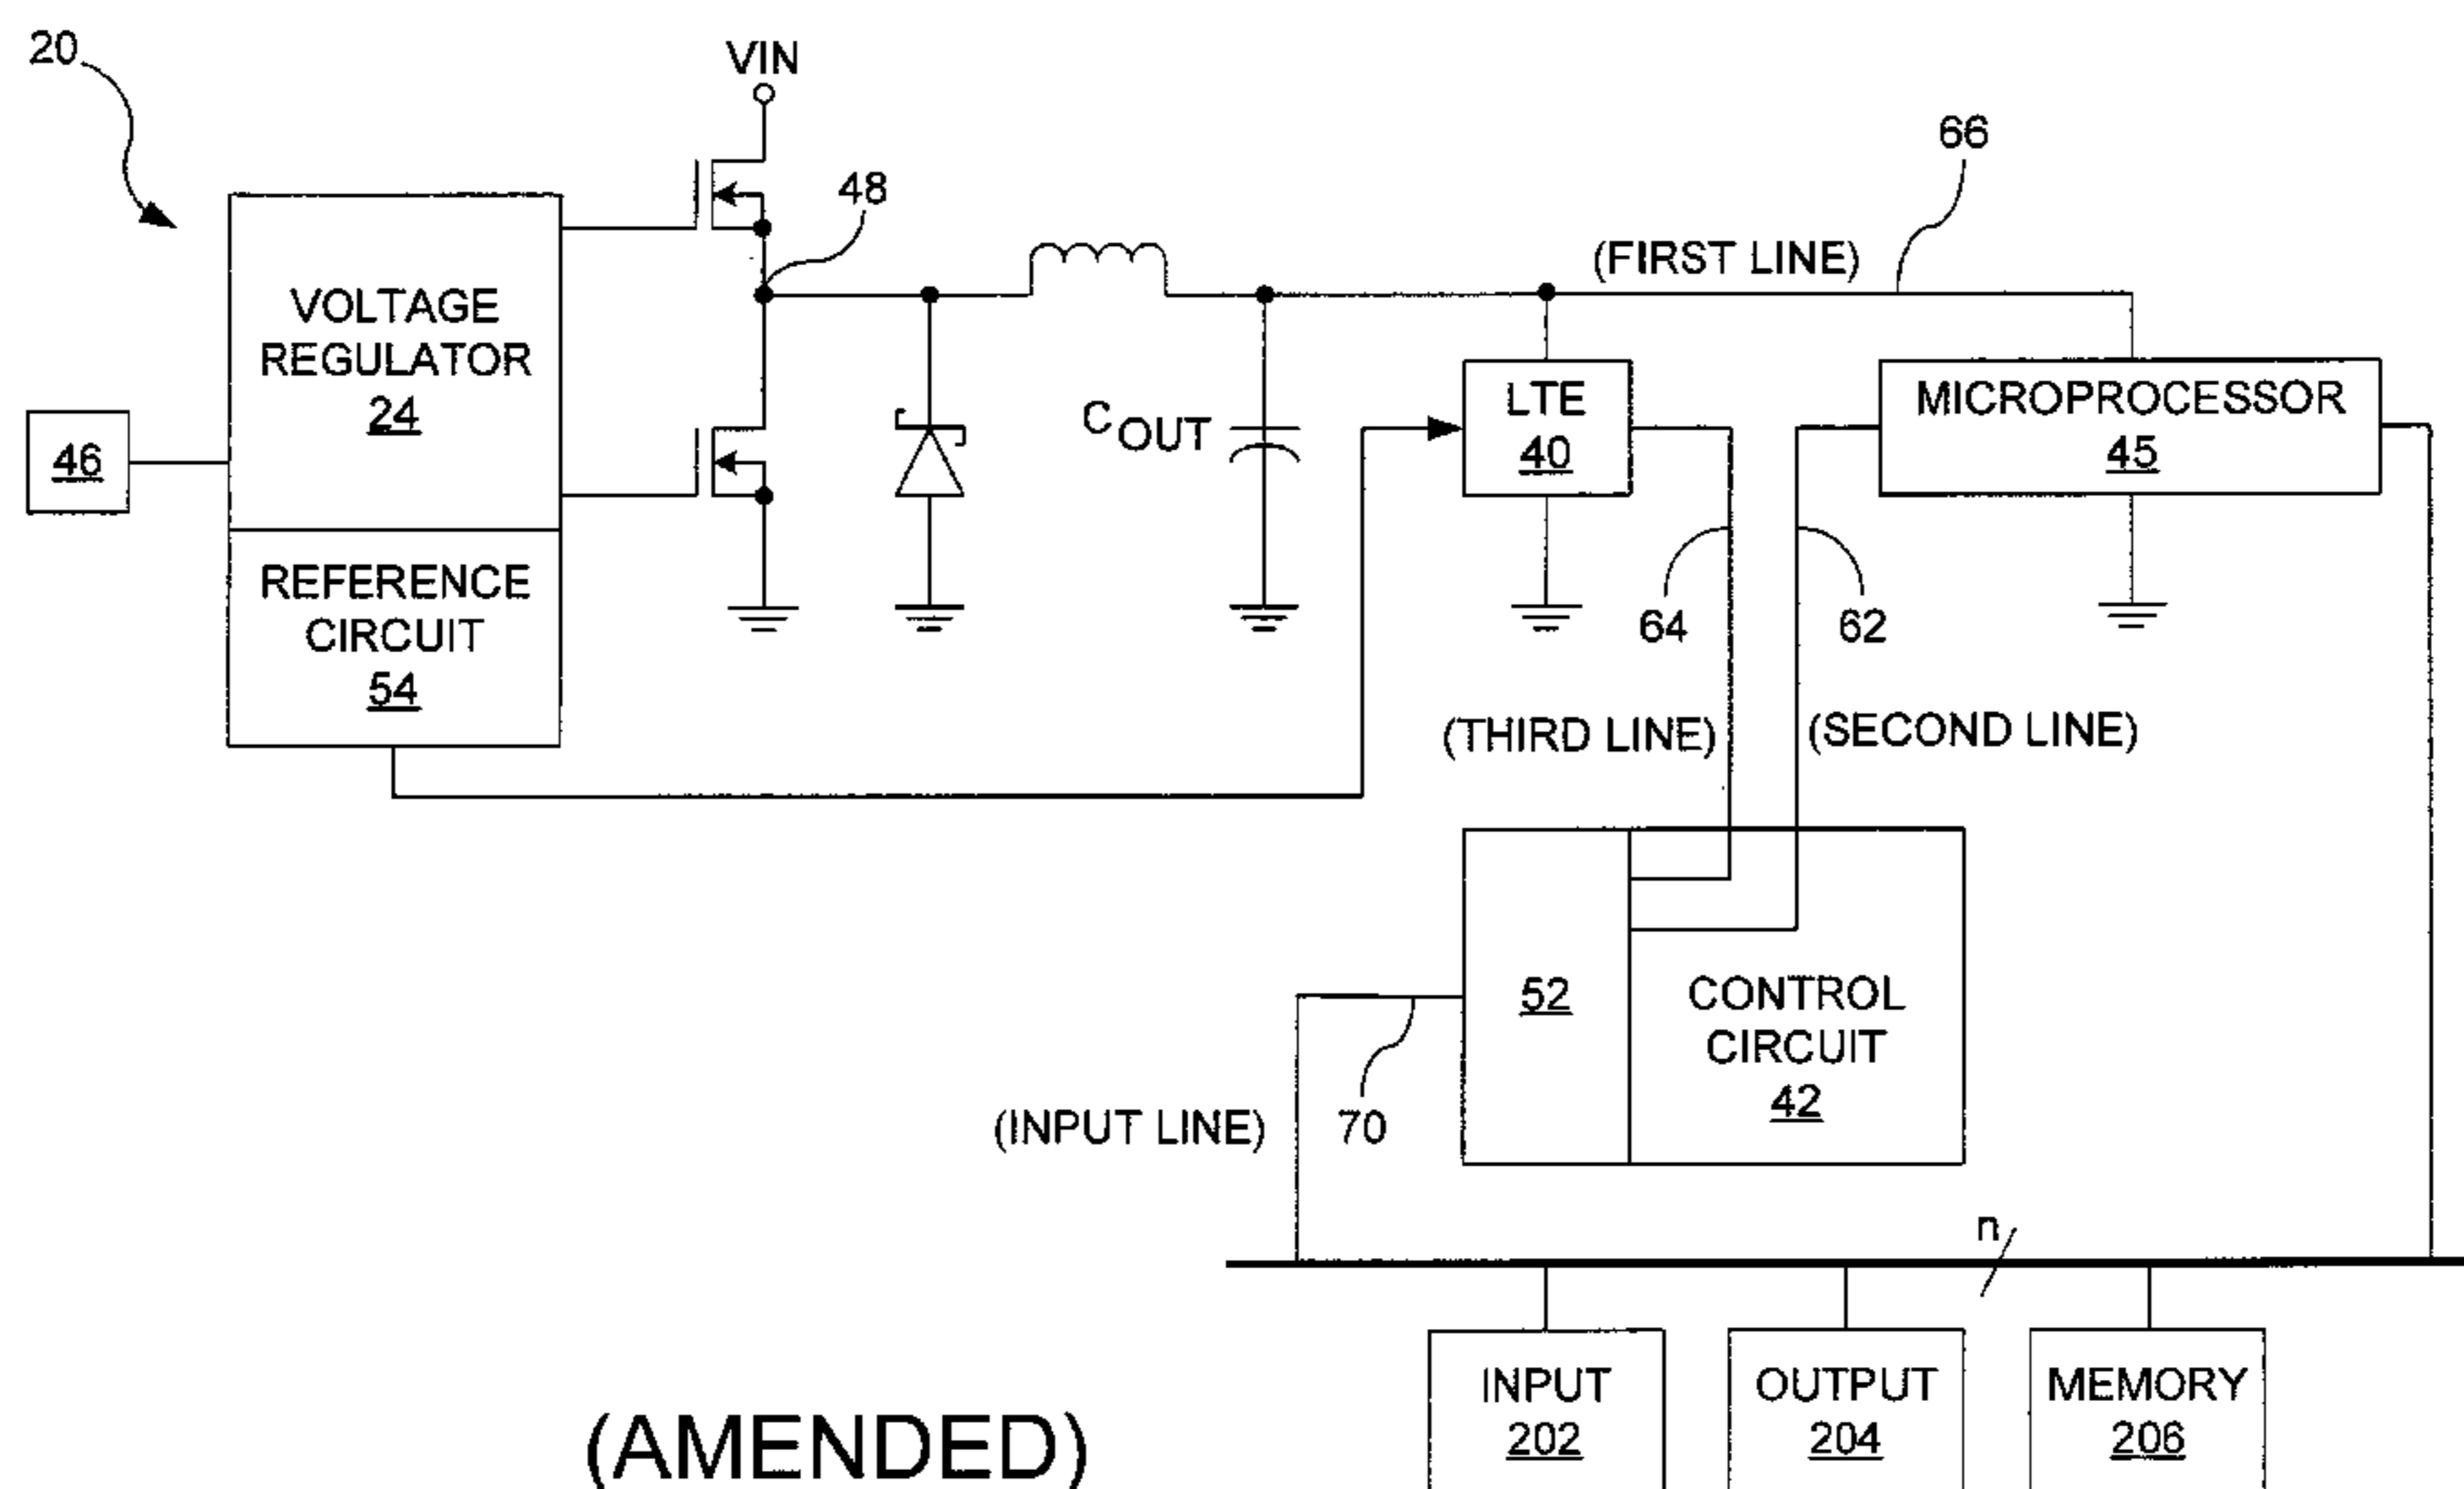 20
VIN
66
48
(FIRST LINE)
VOLTAGE
REGULATOR
24
46
REFERENCE
CIRCUIT
54
COUT
LTE
40
MICROPROCESSOR
45
64
62
(THIRD LINE)
(SECOND LINE)
52
CONTROL
CIRCUIT
42
(INPUT LINE)
70
n
INPUT
202
OUTPUT
204
MEMORY
206
(AMENDED)